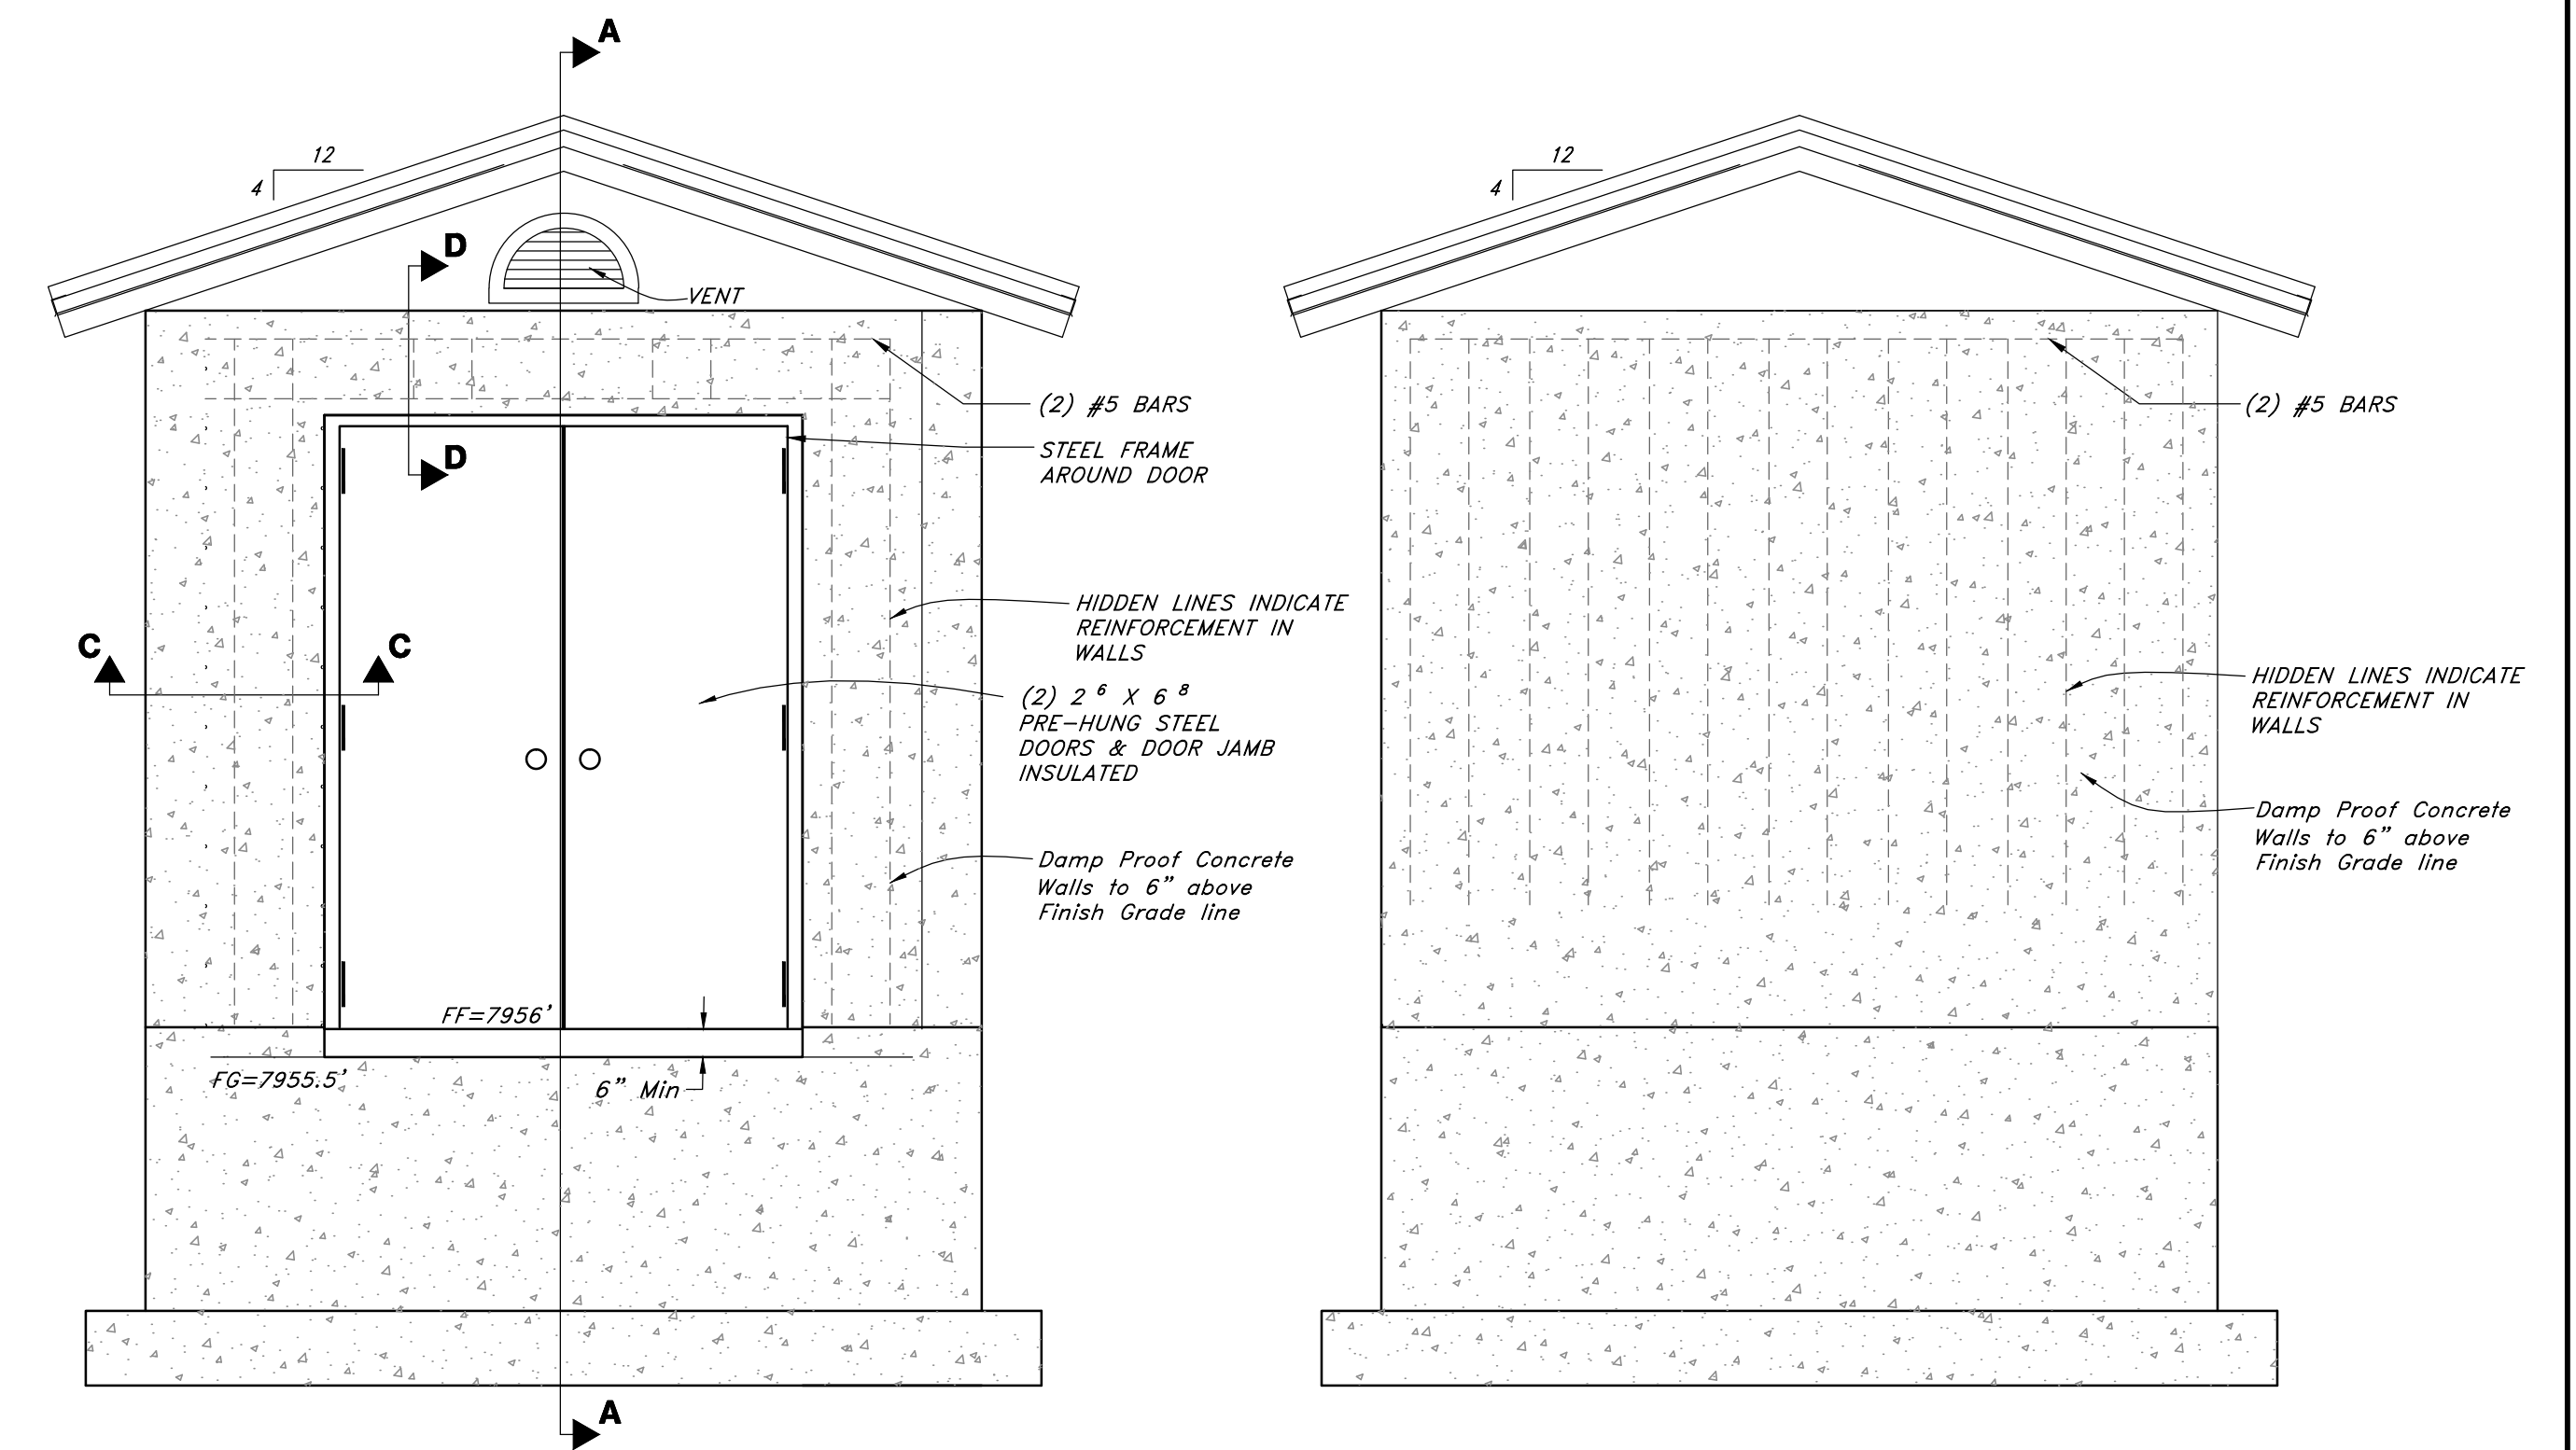 A
12
4
D
VENT
(2) #5 BARS
D
STEEL FRAME
AROUND DOOR
HIDDEN LINES INDICATE
REINFORCEMENT IN
WALLS
C
C
(2) 2 6 X 6 8
PRE-HUNG STEEL
DOORS & DOOR JAMB
INSULATED
Damp Proof Concrete
Walls to 6" above
Finish Grade line
FF=7956'
FG=7955.5'
6" Min
A
12
4
(2) #5 BARS
HIDDEN LINES INDICATE
REINFORCEMENT IN
WALLS
Damp Proof Concrete
Walls to 6" above
Finish Grade line